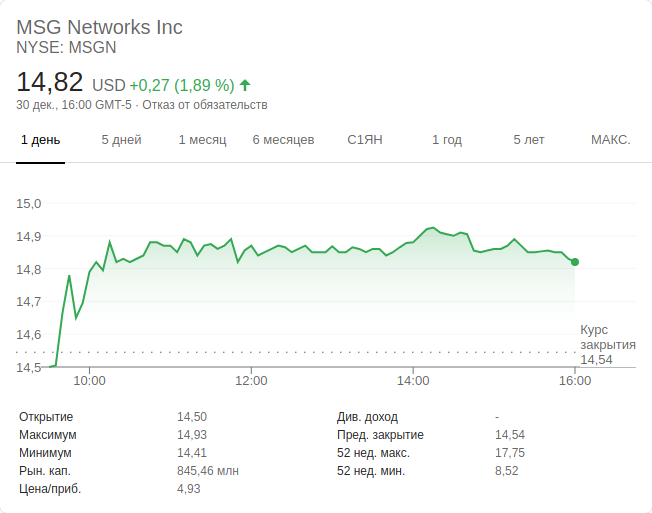 MSG Networks Inc
NYSE: MSGN
14,82 USD +0,27 (1,89 %)
30 дек., 16:00 GMT-5 · Отказ от обязательств
1 день 5 дней 1 месяц 6 месяцев С1ЯН 1 год 5 лет МАКС.
15,0
14,9
14,8
14,7
14,6
14,5
Курс
закрытия
14,54
10:00 12:00 14:00 16:00
Открытие 14,50 Див. доход -
Максимум 14,93 Пред. закрытие 14,54
Минимум 14,41 52 нед. макс. 17,75
Рын. кап. 845,46 млн 52 нед. мин. 8,52
Цена/приб. 4,93